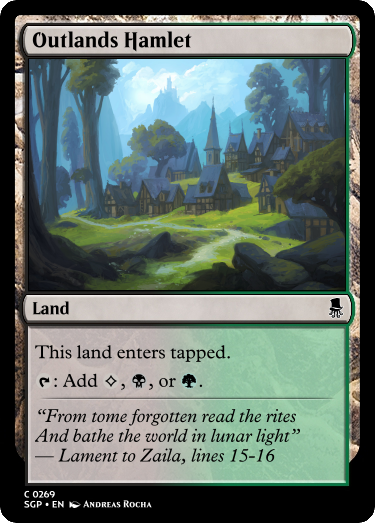 Outlands Hamlet
Land
This land enters tapped.
: Add , , or .
“From tome forgotten read the rites
And bathe the world in lunar light”
— Lament to Zaila, lines 15-16
C 0269
SGP • EN Andreas Rocha